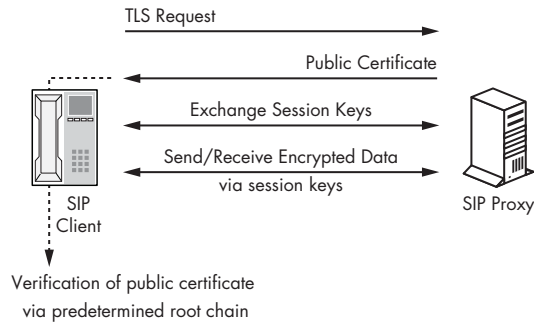 TLS Request
Public Certificate
Exchange Session Keys
Send/Receive Encrypted Data
via session keys
SIP
Client
SIP Proxy
Verification of public certificate
via predetermined root chain